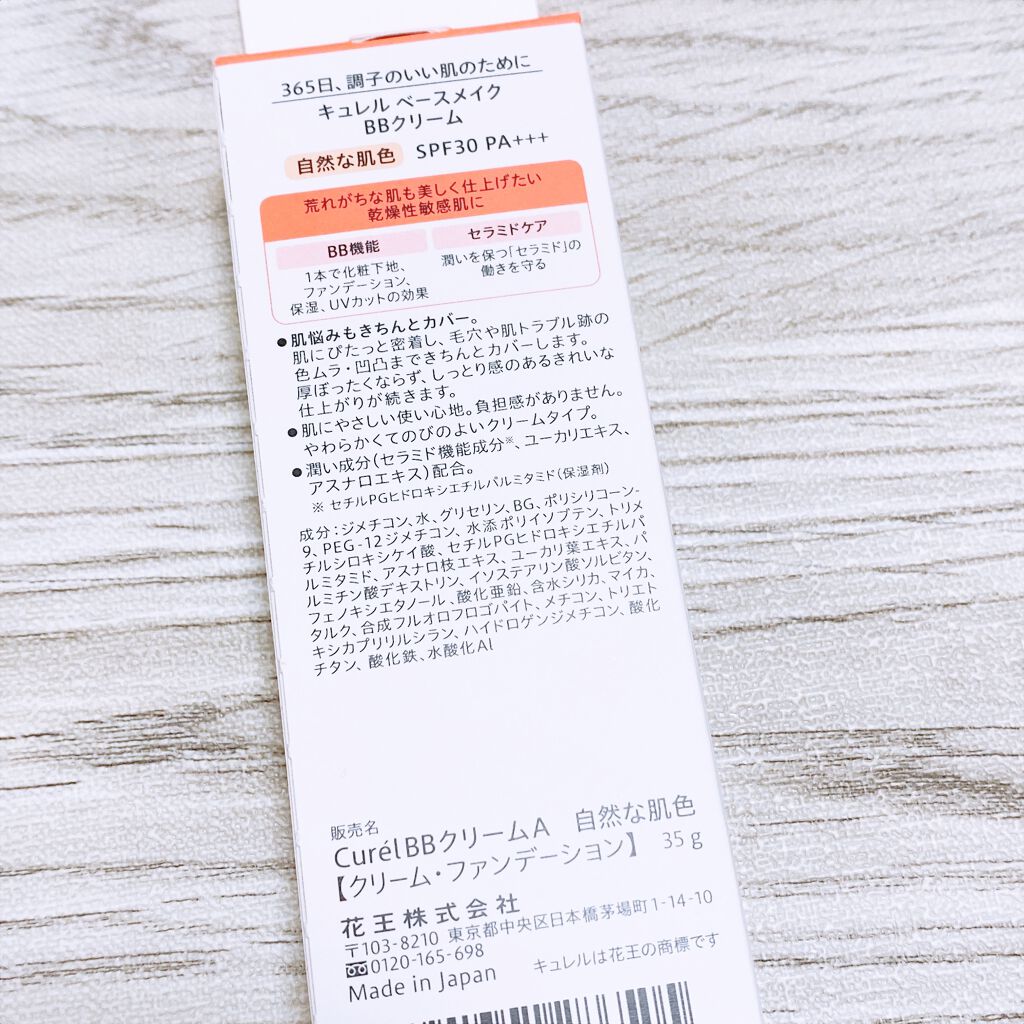 365日、調子のいい肌のために
キュレル ベースメイク
BBクリーム
自然な肌色 SPF30 PA+++
荒れがちな肌も美しく仕上げたい
乾燥性敏感肌に
BB機能
1本で化粧下地、
ファンデーション、
保湿、UVカットの効果
セラミドケア
潤いを保つ「セラミド」の
働きを守る
●肌悩みもきちんとカバー。
肌にぴたっと密着し、毛穴や肌トラブル跡の
色ムラ・凹凸まできちんとカバーします。
厚ぼったくならず、しっとり感のあるきれいな
仕上がりが続きます。
●肌にやさしい使い心地。負担感がありません。
やわらかくてのびのよいクリームタイプ。
●潤い成分(セラミド機能成分※、ユーカリエキス、
アスナロエキス)配合。
※ セチルPGヒドロキシエチルパルミタミド(保湿剤)
成分:ジメチコン、水、グリセリン、BG、ポリシリコーン-
9、PEG-12ジメチコン、水添ポリイソブテン、トリメ
チルシロキシケイ酸、セチルPGヒドロキシエチルパ
ルミタミド、アスナロ枝エキス、ユーカリ葉エキス、パ
ルミチン酸デキストリン、イソステアリン酸ソルビタン、
フェノキシエタノール、酸化亜鉛、含水シリカ、マイカ、
タルク、合成フルオロフロゴパイト、メチコン、トリエト
キシカプリリルシラン、ハイドロゲンジメチコン、酸化
チタン、酸化鉄、水酸化Al
販売名
CurélBBクリームA 自然な肌色
【クリーム・ファンデーション】 35g
花王株式会社
〒103-8210 東京都中央区日本橋茅場町1-14-10
0120-165-698
Made in Japan キュレルは花王の商標です